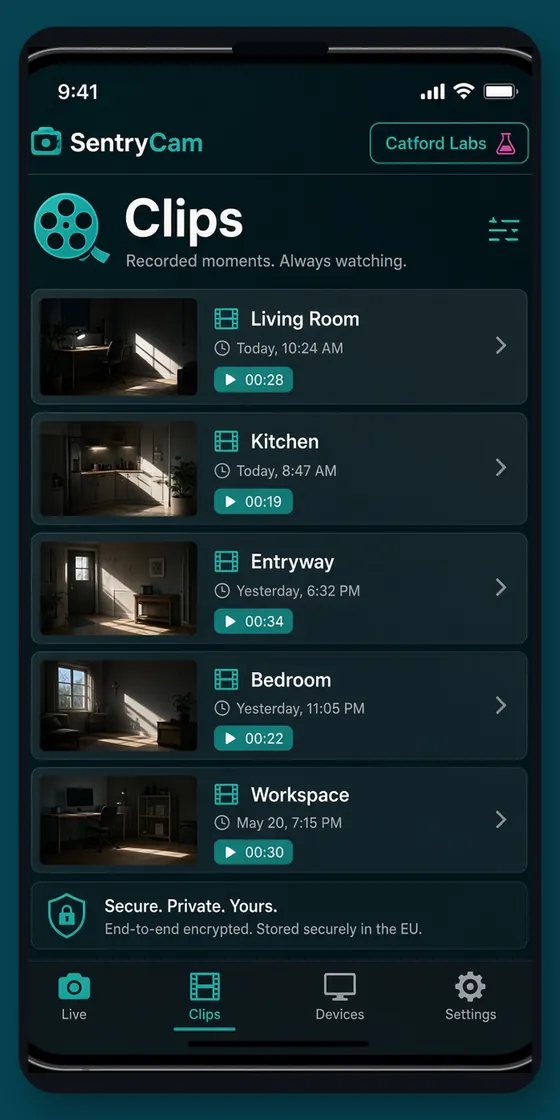 9:41
SentryCam
Catford Labs
Clips
Recorded moments. Always watching.
Living Room
Today, 10:24 AM
00:28
Kitchen
Today, 8:47 AM
00:19
Entryway
Yesterday, 6:32 PM
00:34
Bedroom
Yesterday, 11:05 PM
00:22
Workspace
May 20, 7:15 PM
00:30
Secure. Private. Yours.
End-to-end encrypted. Stored securely in the EU.
Live
Clips
Devices
Settings